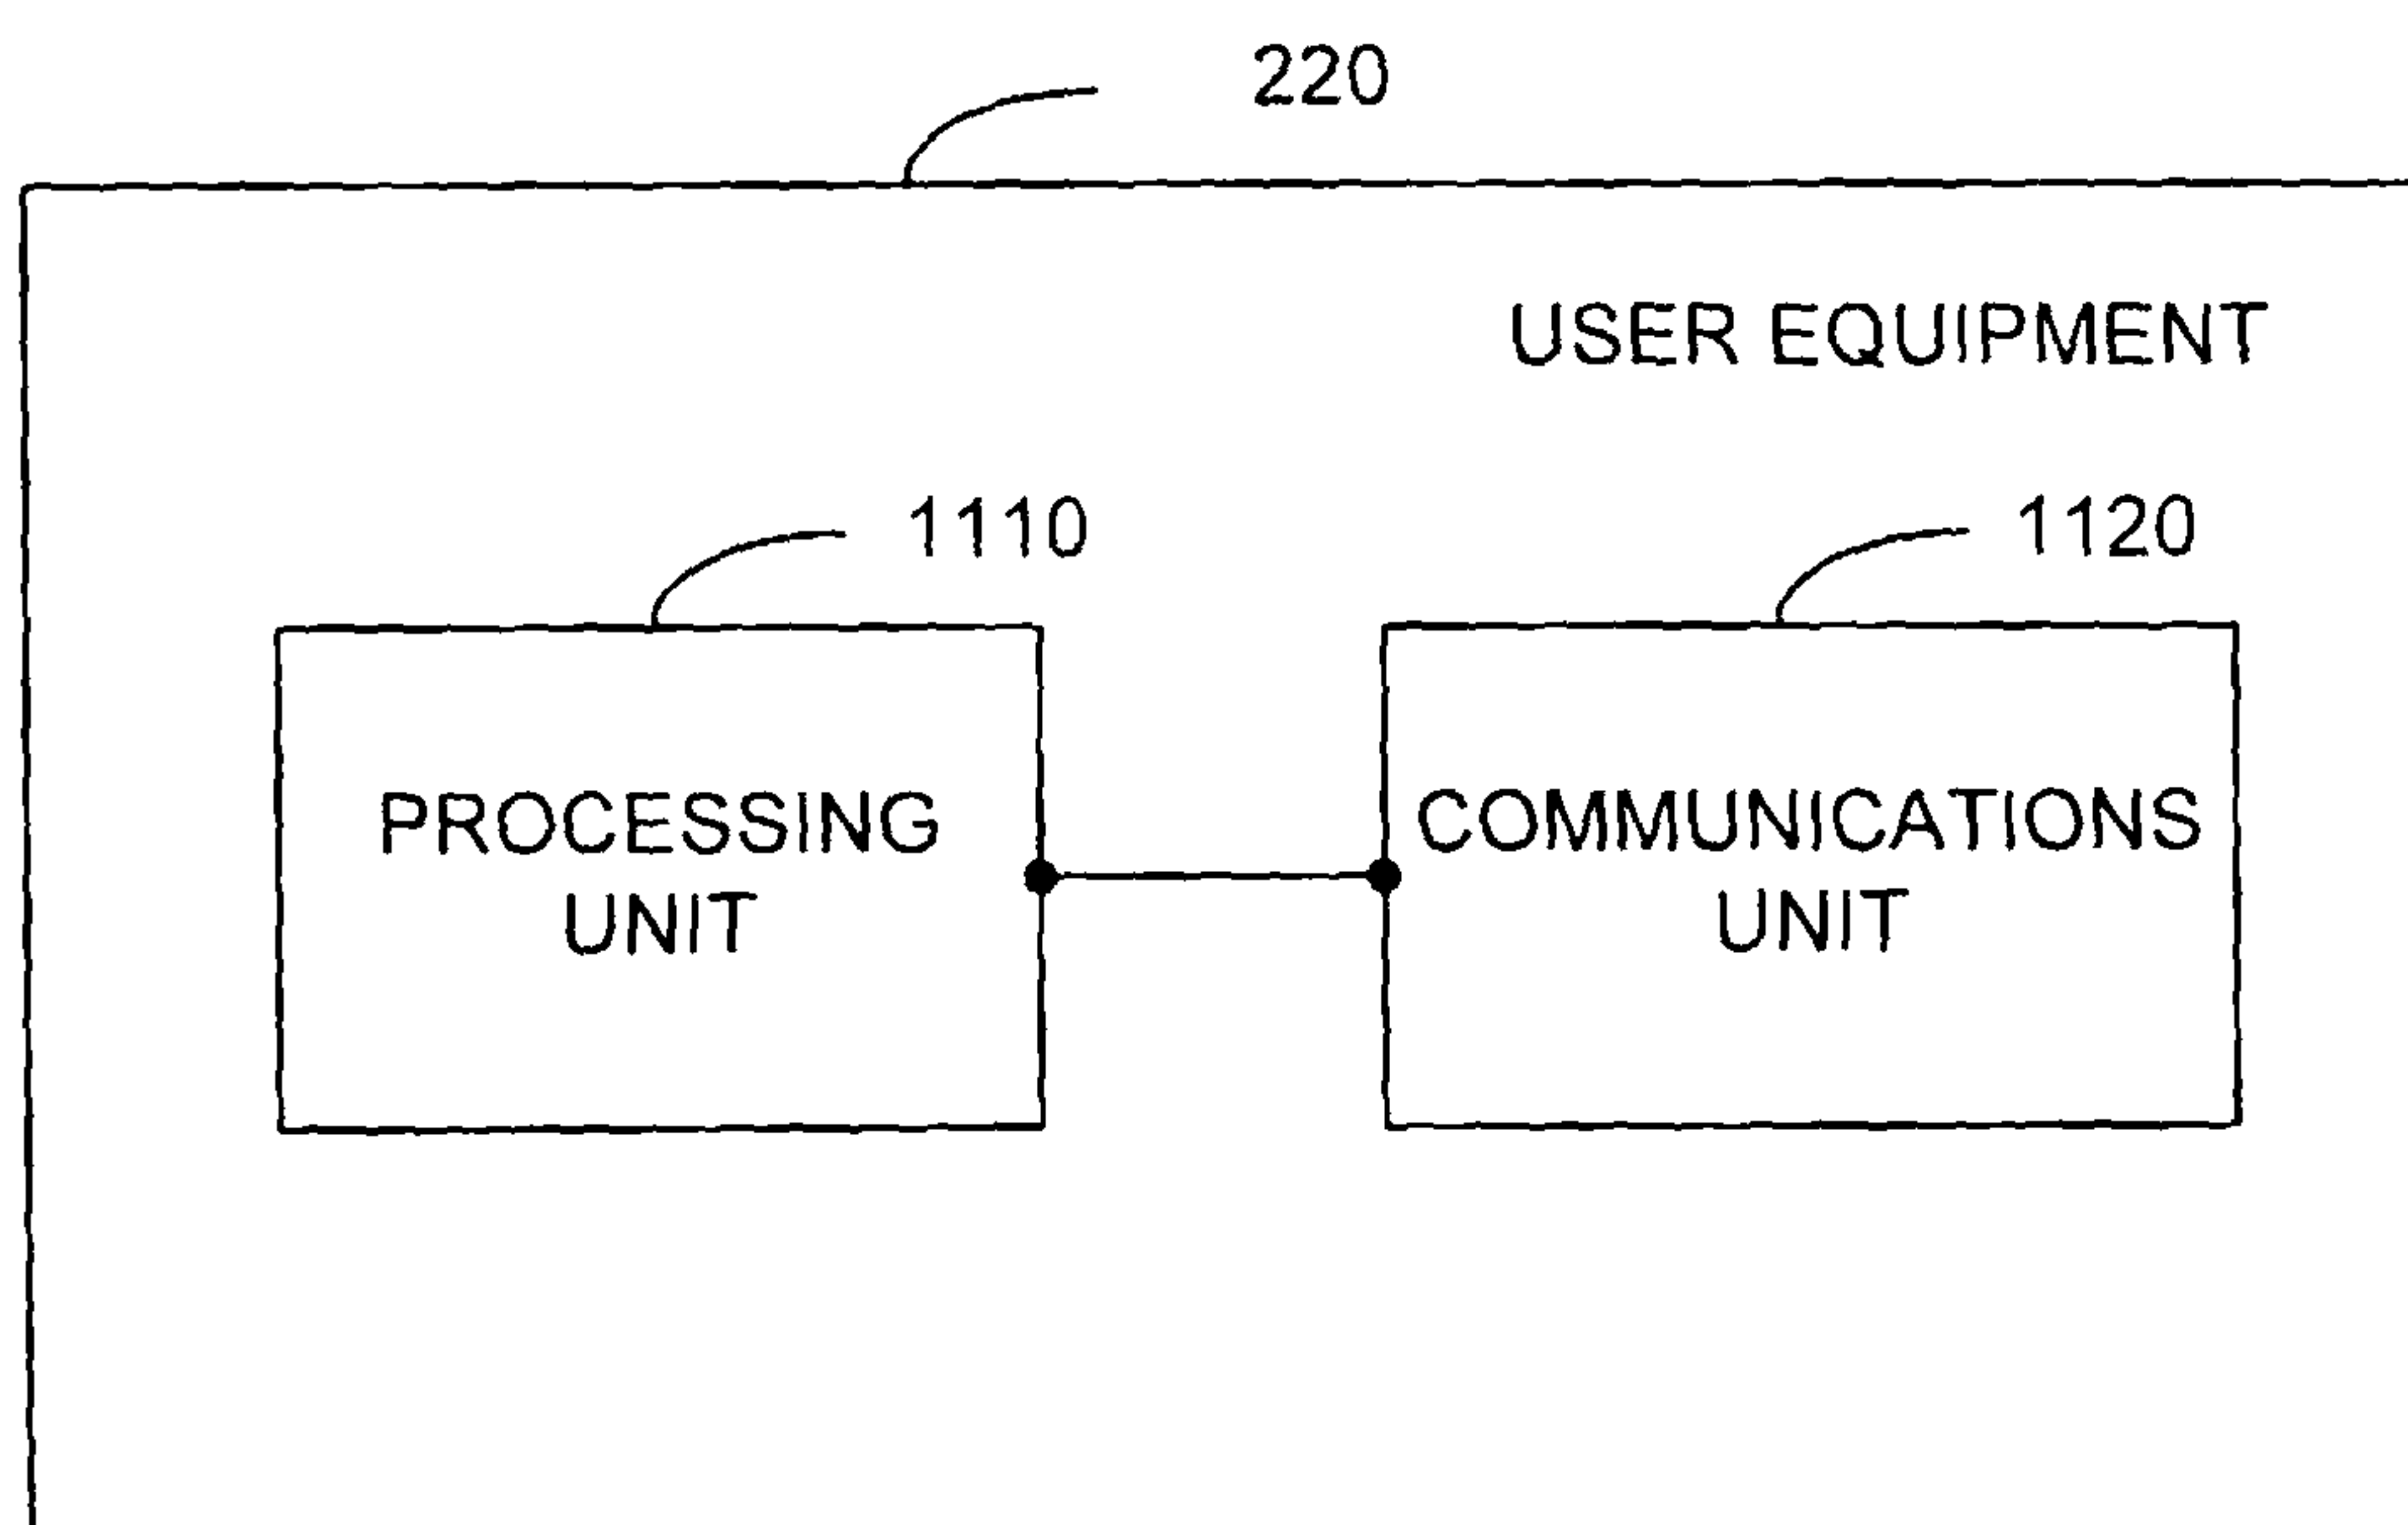 220
USER EQUIPMENT
1110
1120
PROCESSING
UNIT
COMMUNICATIONS
UNIT